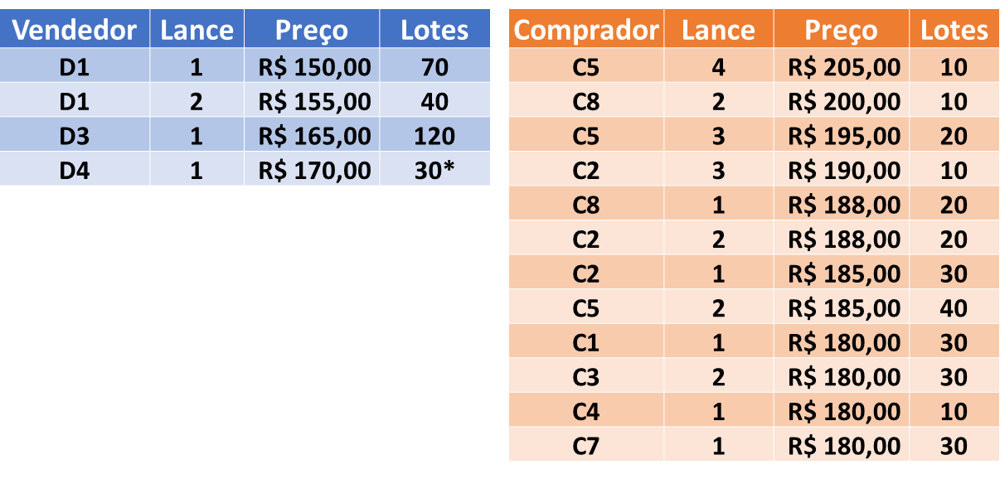 Vendedor Lance Preço Lotes
D1 1 R$ 150,00 70
D1 2 R$ 155,00 40
D3 1 R$ 165,00 120
D4 1 R$ 170,00 30*
Comprador Lance Preço Lotes
C5 4 R$ 205,00 10
C8 2 R$ 200,00 10
C5 3 R$ 195,00 20
C2 3 R$ 190,00 10
C8 1 R$ 188,00 20
C2 2 R$ 188,00 20
C2 1 R$ 185,00 30
C5 2 R$ 185,00 40
C1 1 R$ 180,00 30
C3 2 R$ 180,00 30
C4 1 R$ 180,00 10
C7 1 R$ 180,00 30